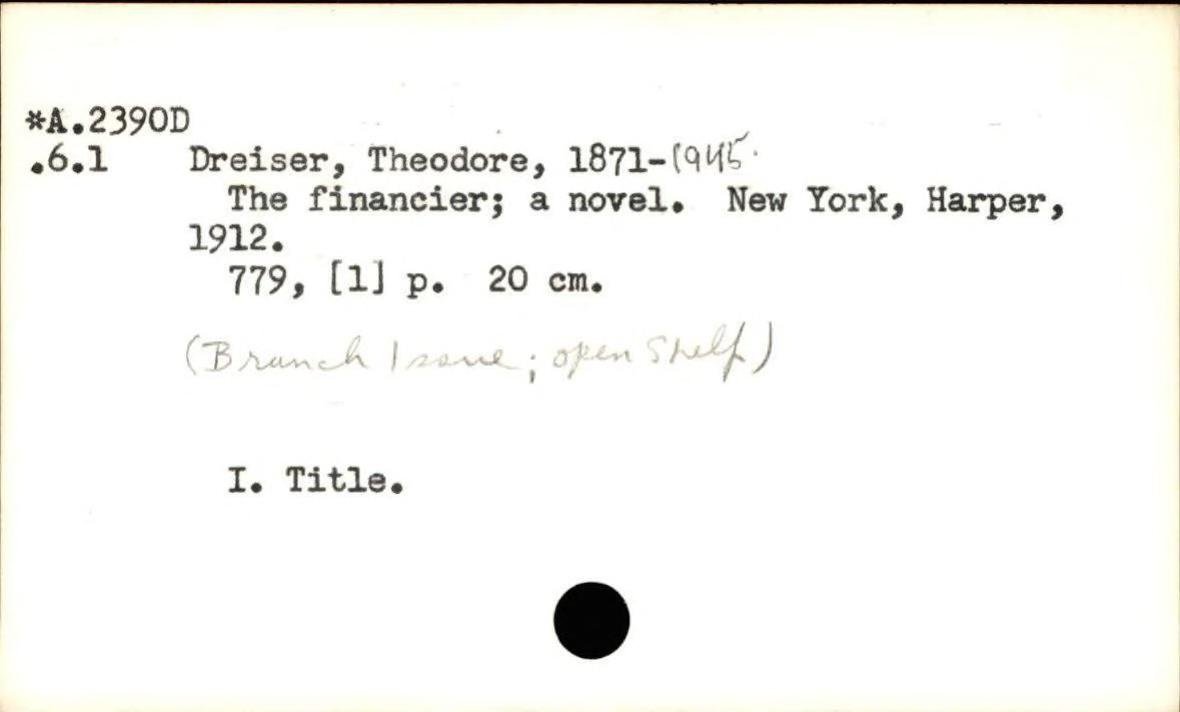 *A.2390D
.6.1 Dreiser, Theodore, 1871-1945.
The financier; a novel. New York, Harper,
1912.
779, [1] p. 20 cm.
(Branch Issue; open Shelf)
I. Title.